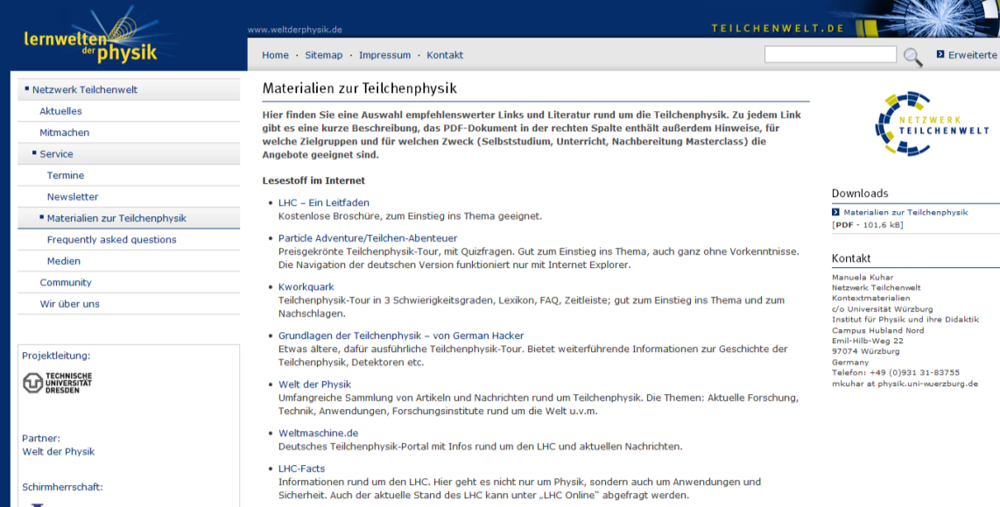 lernwelten
der physik
www.weltderphysik.de
TEILCHENWELT.DE
Home · Sitemap · Impressum · Kontakt
Erweiterte
Netzwerk Teilchenwelt
Aktuelles
Mitmachen
Service
Termine
Newsletter
Materialien zur Teilchenphysik
Frequently asked questions
Medien
Community
Wir über uns
Projektleitung:
TECHNISCHE
UNIVERSITÄT
DRESDEN
Partner:
Welt der Physik
Schirmherrschaft:
Materialien zur Teilchenphysik
Hier finden Sie eine Auswahl empfehlenswerter Links und Literatur rund um die Teilchenphysik. Zu jedem Link
gibt es eine kurze Beschreibung, das PDF-Dokument in der rechten Spalte enthält außerdem Hinweise, für
welche Zielgruppen und für welchen Zweck (Selbststudium, Unterricht, Nachbereitung Masterclass) die
Angebote geeignet sind.
Lesestoff im Internet
• LHC – Ein Leitfaden
Kostenlose Broschüre, zum Einstieg ins Thema geeignet.
• Particle Adventure/Teilchen-Abenteuer
Preisgekrönte Teilchenphysik-Tour, mit Quizfragen. Gut zum Einstieg ins Thema, auch ganz ohne Vorkenntnisse.
Die Navigation der deutschen Version funktioniert nur mit Internet Explorer.
• Kworkquark
Teilchenphysik-Tour in 3 Schwierigkeitsgraden, Lexikon, FAQ, Zeitleiste; gut zum Einstieg ins Thema und zum
Nachschlagen.
• Grundlagen der Teilchenphysik – von German Hacker
Etwas ältere, dafür ausführliche Teilchenphysik-Tour. Bietet weiterführende Informationen zur Geschichte der
Teilchenphysik, Detektoren etc.
• Welt der Physik
Umfangreiche Sammlung von Artikeln und Nachrichten rund um Teilchenphysik. Die Themen: Aktuelle Forschung,
Technik, Anwendungen, Forschungsinstitute rund um die Welt u.v.m.
• Weltmaschine.de
Deutsches Teilchenphysik-Portal mit Infos rund um den LHC und aktuellen Nachrichten.
• LHC-Facts
Informationen rund um den LHC. Hier geht es nicht nur um Physik, sondern auch um Anwendungen und
Sicherheit. Auch der aktuelle Stand des LHC kann unter „LHC Online“ abgefragt werden.
NETZWERK
TEILCHENWELT
Downloads
Materialien zur Teilchenphysik
[PDF - 101,6 kB]
Kontakt
Manuela Kuhar
Netzwerk Teilchenwelt
Kontextmaterialien
c/o Universität Würzburg
Institut für Physik und ihre Didaktik
Campus Hubland Nord
Emil-Hilb-Weg 22
97074 Würzburg
Germany
Telefon: +49 (0)931 31-83755
mkuhar at physik.uni-wuerzburg.de